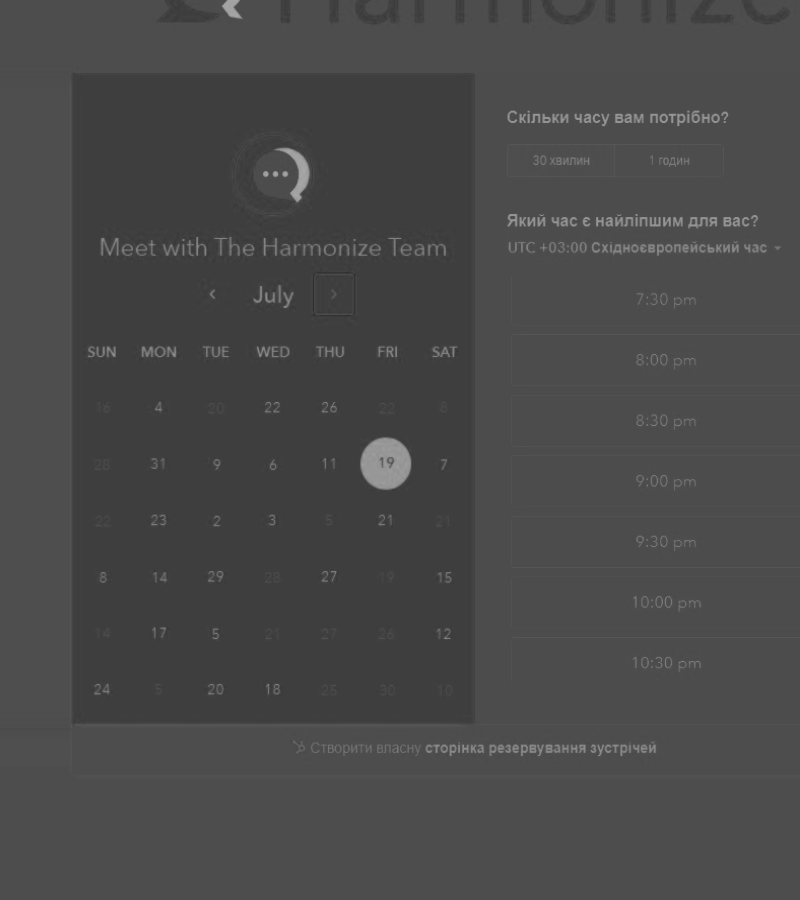 Harmonize
Meet with The Harmonize Team
July
SUN MON TUE WED THU FRI SAT
16 4 20 22 26 22 8
28 31 9 6 11 19 7
22 23 2 3 5 21 21
8 14 29 28 27 19 15
14 17 5 21 27 26 12
24 5 20 18 25 30 10
Скільки часу вам потрібно?
30 хвилин 1 годин
Який час є найліпшим для вас?
UTC +03:00 Східноєвропейський час
7:30 pm
8:00 pm
8:30 pm
9:00 pm
9:30 pm
10:00 pm
10:30 pm
Створити власну сторінка резервування зустрічей